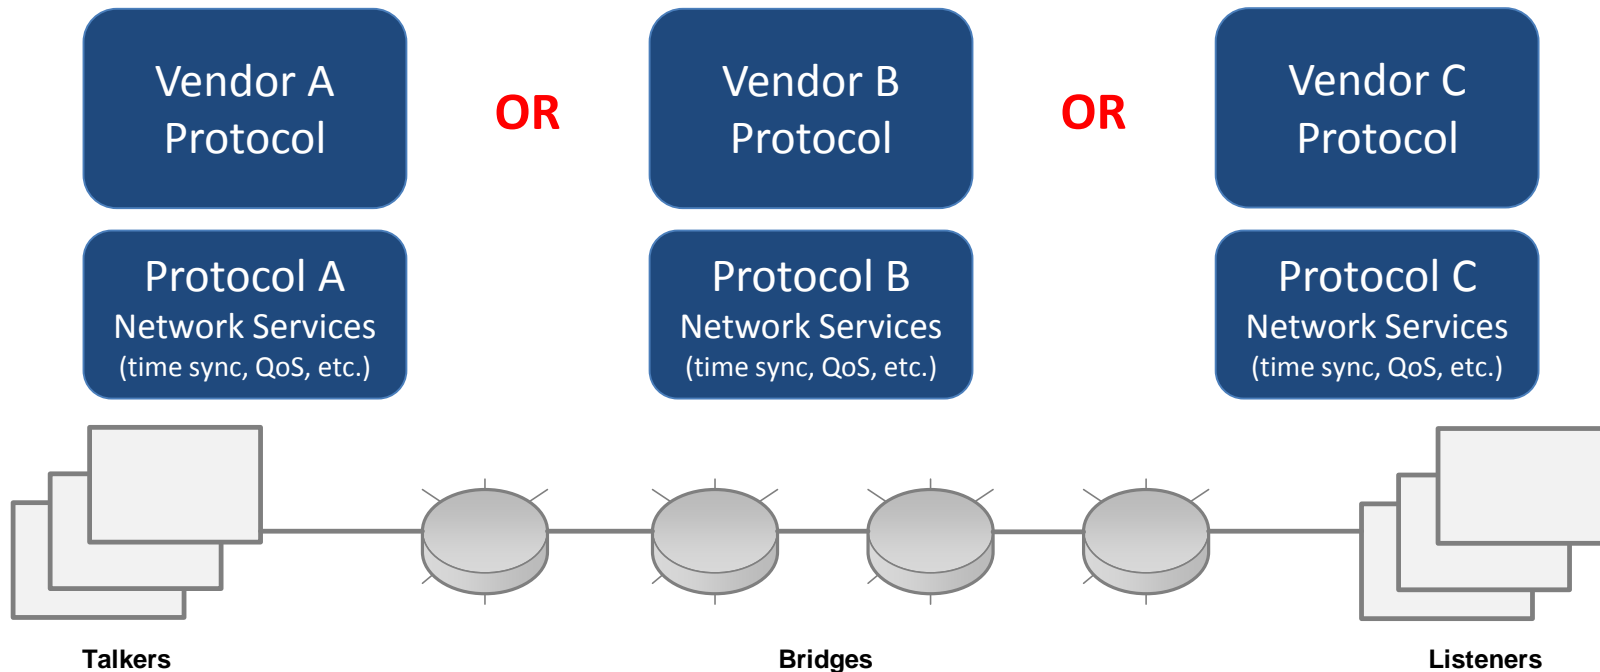 Vendor A
Protocol
OR
Vendor B
Protocol
OR
Vendor C
Protocol
Protocol A
Network Services
(time sync, QoS, etc.)
Protocol B
Network Services
(time sync, QoS, etc.)
Protocol C
Network Services
(time sync, QoS, etc.)
Talkers
Bridges
Listeners